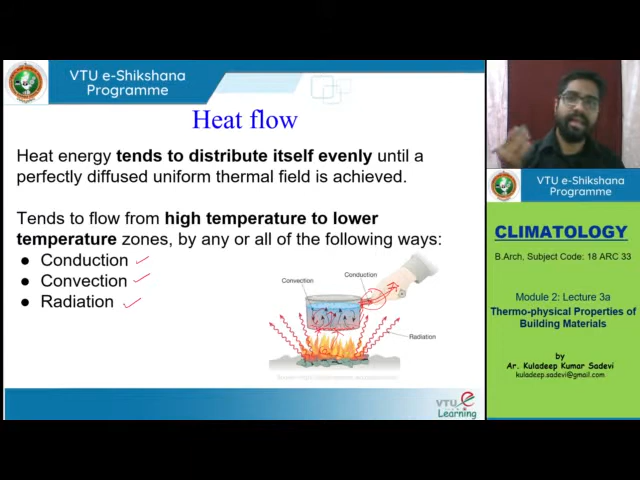 VTU e-Shikshana
Programme
Heat flow
Heat energy tends to distribute itself evenly until a
perfectly diffused uniform thermal field is achieved.
Tends to flow from high temperature to lower
temperature zones, by any or all of the following ways:
● Conduction
● Convection
● Radiation
Conduction
Convection
Radiation
VTU e
Learning
VTU e-Shikshana
Programme
CLIMATOLOGY
B.Arch. Subject Code: 18 ARC 33
Module 2: Lecture 3a
Thermo-physical Properties of
Building Materials
by
Ar. Kuladeep Kumar Sadevi
kuladeep.sadevi@gmail.com